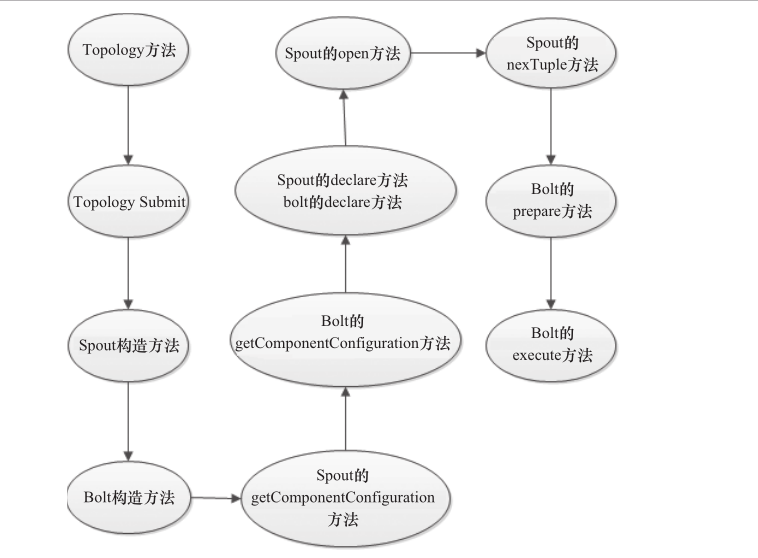 Topology方法
Topology Submit
Spout构造方法
Bolt构造方法
Spout的
getComponentConfiguration
方法
Bolt的
getComponentConfiguration方法
Spout的declare方法
bolt的declare方法
Spout的open方法
Spout的
nexTuple方法
Bolt的
prepare方法
Bolt的
execute方法